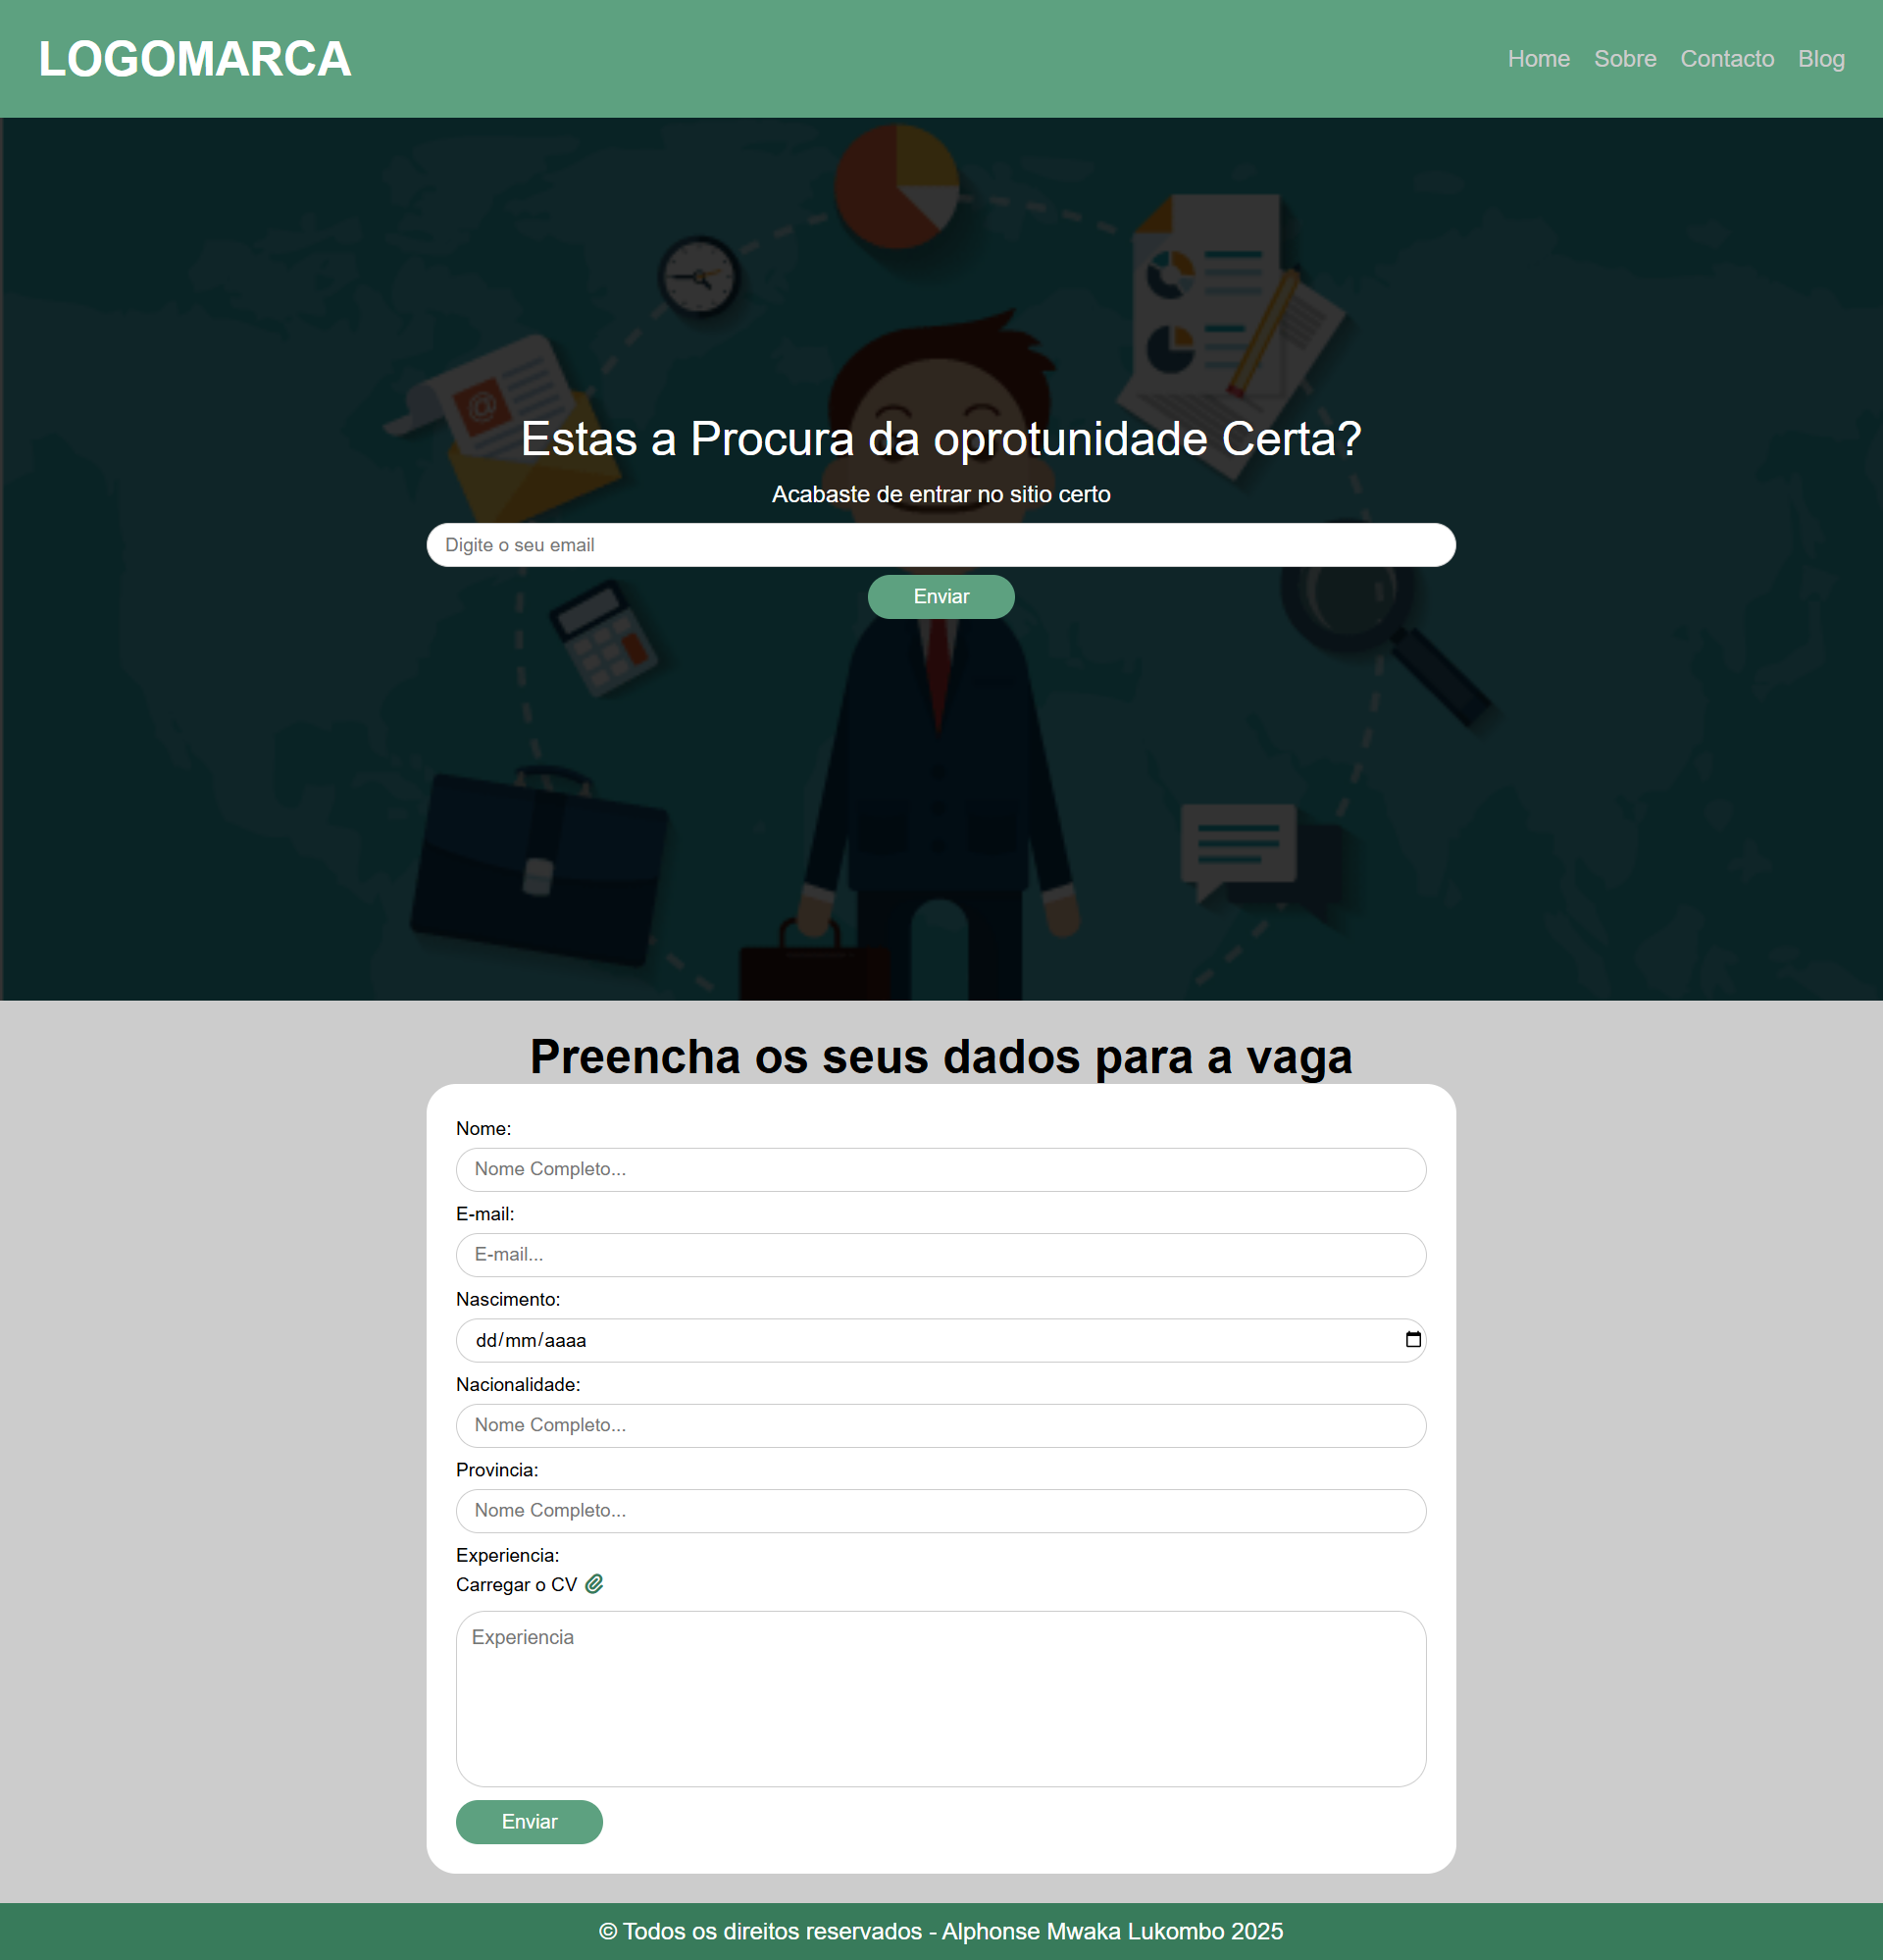 LOGOMARCA
Home Sobre Contacto Blog
@
Estas a Procura da oprotunidade Certa?
Acabaste de entrar no sitio certo
Digite o seu email
Enviar
Preencha os seus dados para a vaga
Nome:
Nome Completo...
E-mail:
E-mail...
Nascimento:
dd/mm/aaaa
Nacionalidade:
Nome Completo...
Provincia:
Nome Completo...
Experiencia:
Carregar o CV
Experiencia
Enviar
© Todos os direitos reservados - Alphonse Mwaka Lukombo 2025